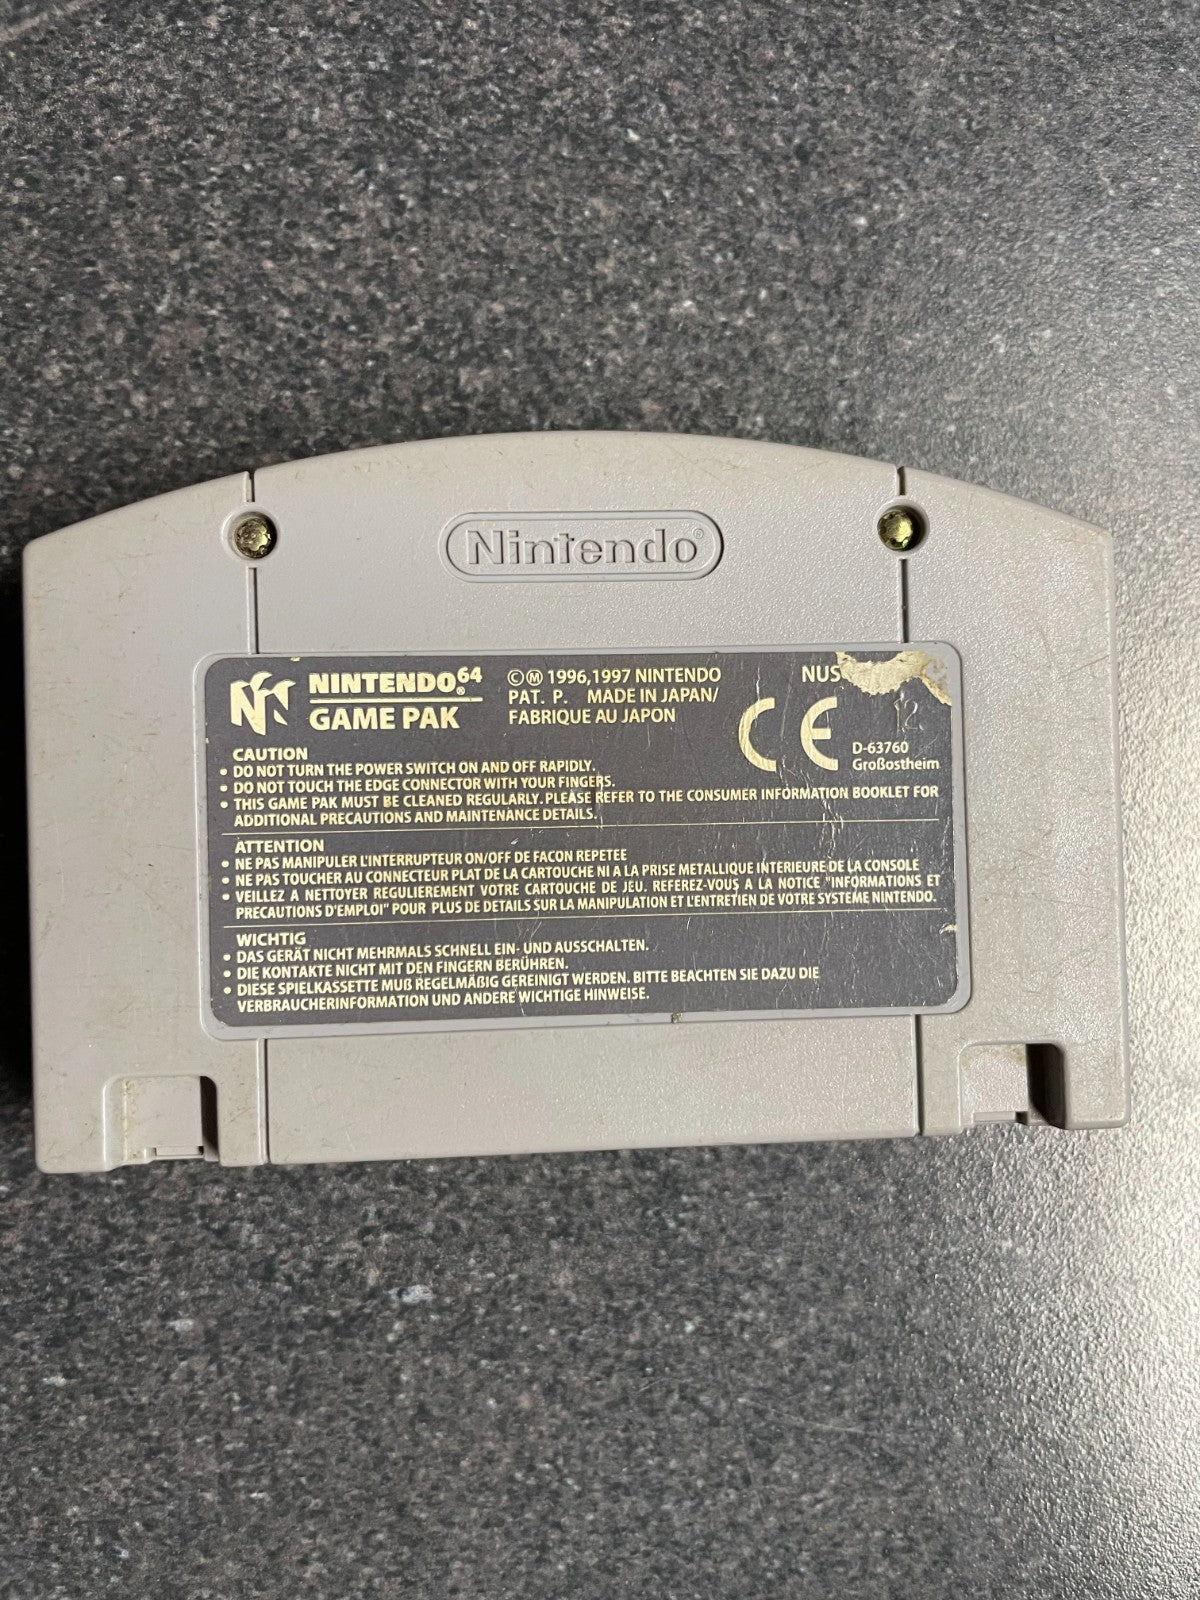 Nintendo®
NINTENDO64®
GAME PAK
©Ⓜ 1996,1997 NINTENDO
PAT. P. MADE IN JAPAN/
FABRIQUE AU JAPON
NUS
12
CE
D-63760
Großostheim
CAUTION
• DO NOT TURN THE POWER SWITCH ON AND OFF RAPIDLY.
• DO NOT TOUCH THE EDGE CONNECTOR WITH YOUR FINGERS.
• THIS GAME PAK MUST BE CLEANED REGULARLY. PLEASE REFER TO THE CONSUMER INFORMATION BOOKLET FOR
ADDITIONAL PRECAUTIONS AND MAINTENANCE DETAILS.
ATTENTION
• NE PAS MANIPULER L'INTERRUPTEUR ON/OFF DE FACON REPETEE
• NE PAS TOUCHER AU CONNECTEUR PLAT DE LA CARTOUCHE NI A LA PRISE METALLIQUE INTERIEURE DE LA CONSOLE
• VEILLEZ A NETTOYER REGULIEREMENT VOTRE CARTOUCHE DE JEU. REFEREZ-VOUS A LA NOTICE "INFORMATIONS ET
PRECAUTIONS D'EMPLOI" POUR PLUS DE DETAILS SUR LA MANIPULATION ET L'ENTRETIEN DE VOTRE SYSTEME NINTENDO.
WICHTIG
• DAS GERÄT NICHT MEHRMALS SCHNELL EIN- UND AUSSCHALTEN.
• DIE KONTAKTE NICHT MIT DEN FINGERN BERÜHREN.
• DIESE SPIELKASSETTE MUß REGELMÄßIG GEREINIGT WERDEN. BITTE BEACHTEN SIE DAZU DIE
VERBRAUCHERINFORMATION UND ANDERE WICHTIGE HINWEISE.